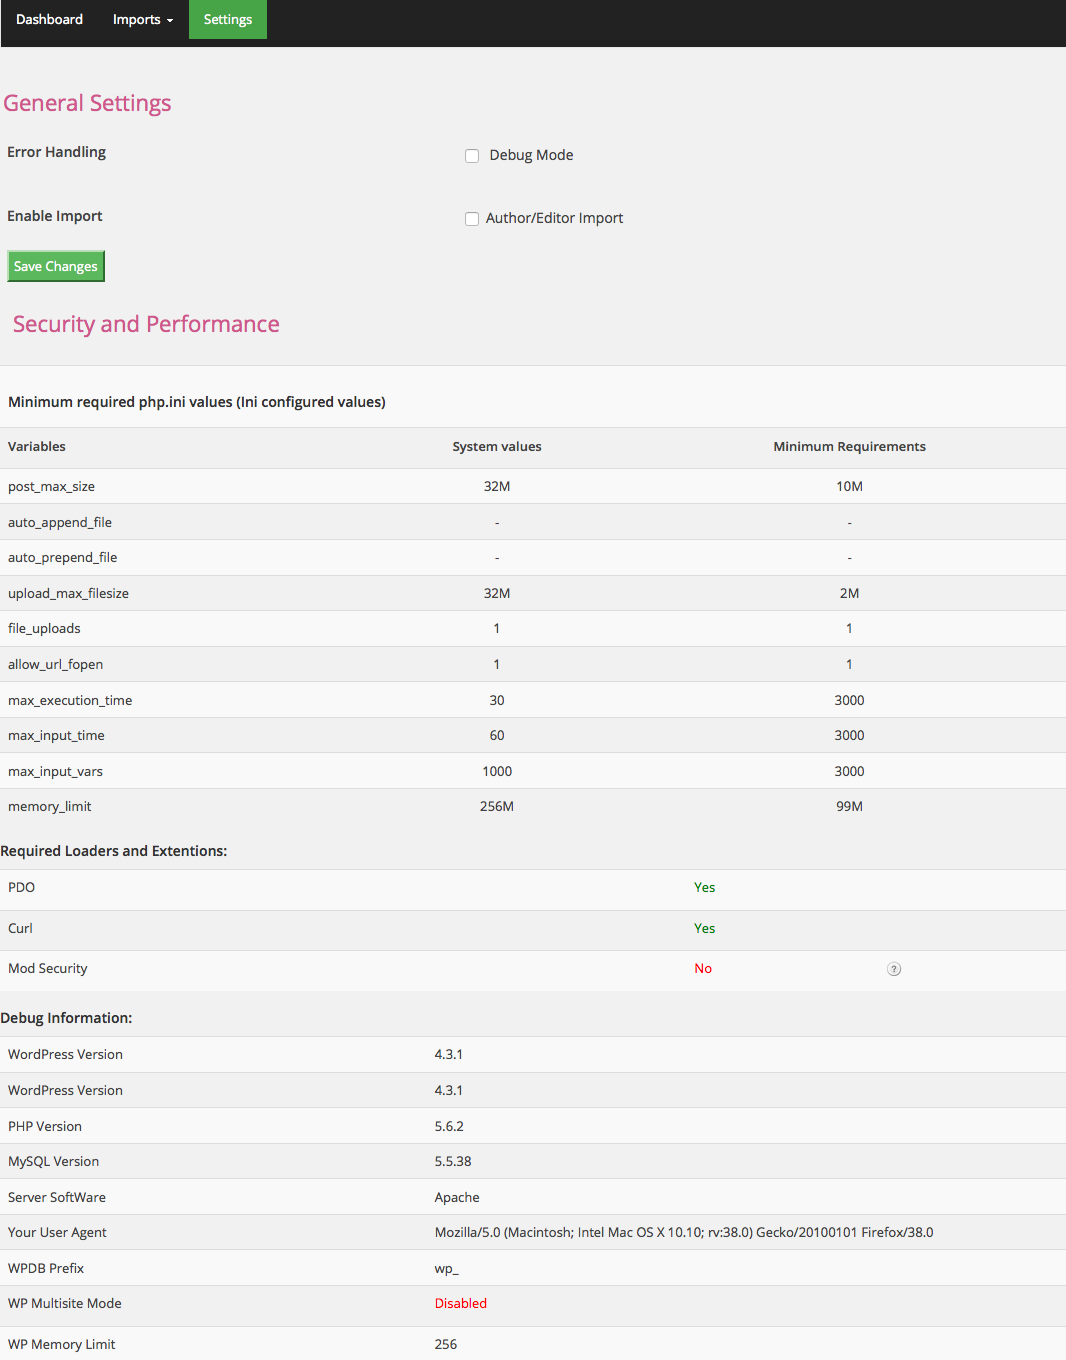 Dashboard Imports Settings
General Settings
Error Handling Debug Mode
Enable Import Author/Editor Import
Save Changes
Security and Performance
Minimum required php.ini values (Ini configured values)
Variables System values Minimum Requirements
post_max_size 32M 10M
auto_append_file - -
auto_prepend_file - -
upload_max_filesize 32M 2M
file_uploads 1 1
allow_url_fopen 1 1
max_execution_time 30 3000
max_input_time 60 3000
max_input_vars 1000 3000
memory_limit 256M 99M
Required Loaders and Extentions:
PDO Yes
Curl Yes
Mod Security No ?
Debug Information:
WordPress Version 4.3.1
WordPress Version 4.3.1
PHP Version 5.6.2
MySQL Version 5.5.38
Server SoftWare Apache
Your User Agent Mozilla/5.0 (Macintosh; Intel Mac OS X 10.10; rv:38.0) Gecko/20100101 Firefox/38.0
WPDB Prefix wp_
WP Multisite Mode Disabled
WP Memory Limit 256